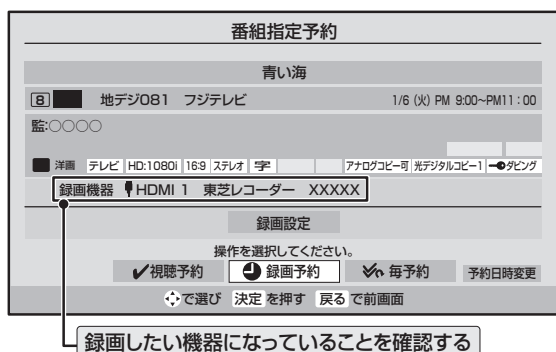 番組指定予約
青い海
8 地デジ081 フジテレビ 1/6 (火) PM 9:00~PM11:00
監:○○○○
洋画 テレビ HD:1080i 16:9 ステレオ 字 アナログコピー可 光デジタルコピー1 ダビング
録画機器 HDMI 1 東芝レコーダー XXXXX
録画設定
操作を選択してください。
視聴予約 録画予約 毎予約 予約日時変更
で選び 決定 を押す 戻る で前画面
録画したい機器になっていることを確認する